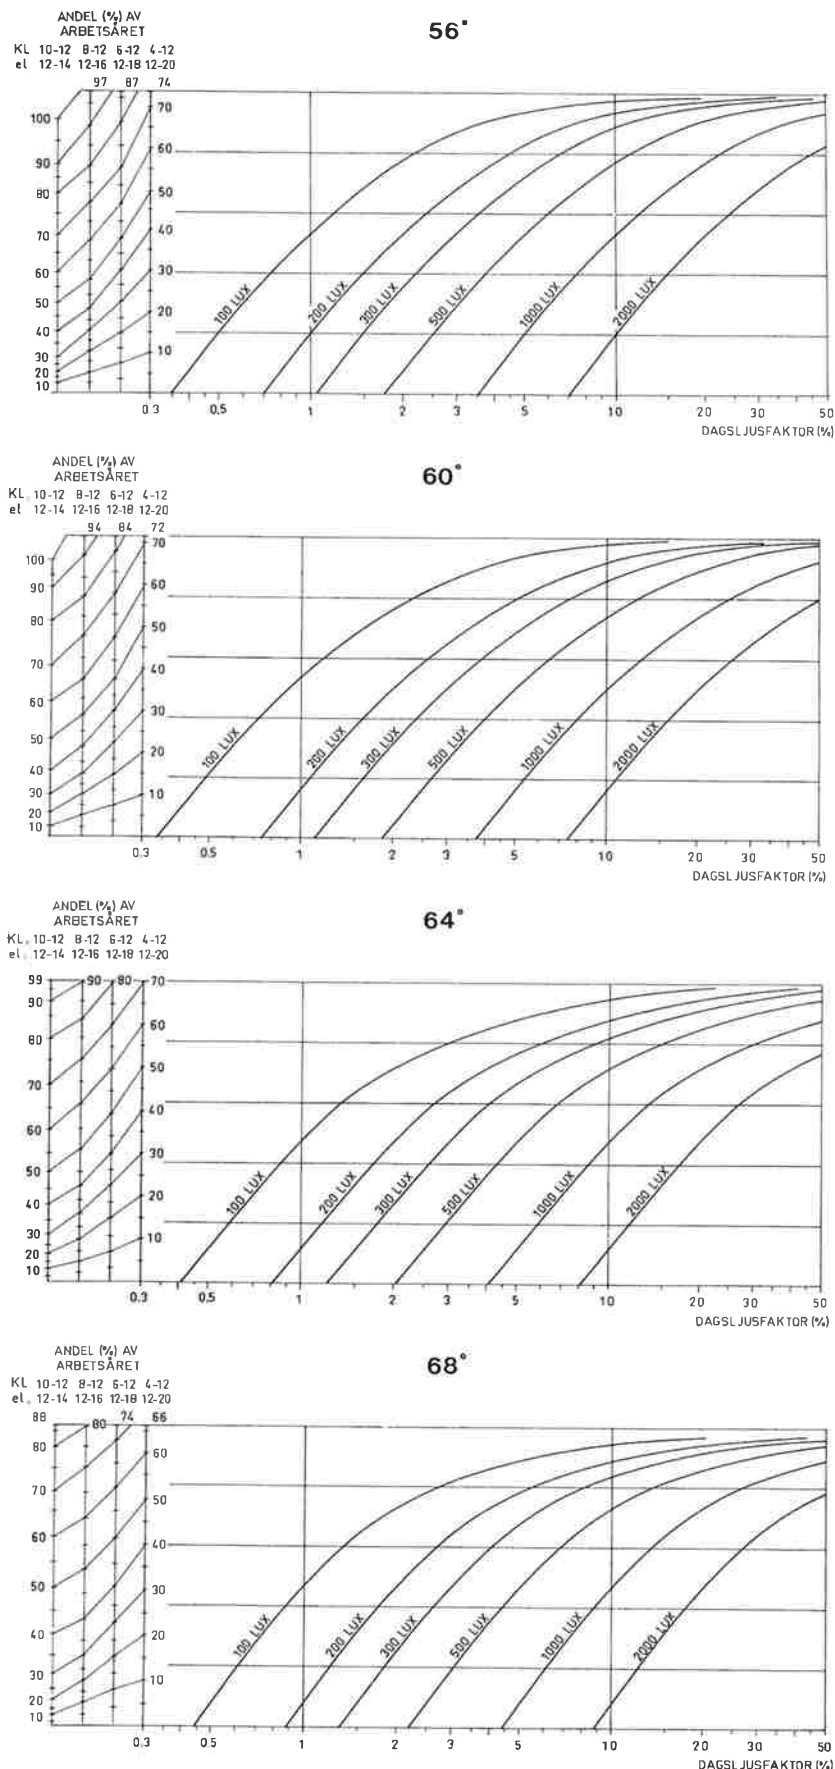 56°
ANDEL (%) AV
ARBETSÅRET
KL 10-12 8-12 6-12 4-12
el 12-14 12-16 12-18 12-20
97 87 74
100 70
90 60
80 50
70 40
60 30
50 20
40 10
30
20
10
100 LUX 200 LUX 300 LUX 500 LUX 1000 LUX 2000 LUX
0.3 0.5 1 2 3 5 10 20 30 50
DAGSLJUSFAKTOR (%)
60°
ANDEL (%) AV
ARBETSÅRET
KL. 10-12 8-12 6-12 4-12
el 12-14 12-16 12-18 12-20
94 84 72
100 70
90 60
80 50
70 40
60 30
50 20
40 10
30
20
10
100 LUX 200 LUX 300 LUX 500 LUX 1000 LUX 2000 LUX
0.3 0.5 1 2 3 5 10 20 30 50
DAGSLJUSFAKTOR (%)
64°
ANDEL (%) AV
ARBETSÅRET
KL. 10-12 8-12 6-12 4-12
el. 12-14 12-16 12-18 12-20
99 90 80 70
90 60
80 50
70 40
60 30
50 20
40 10
30
20
10
100 LUX 200 LUX 300 LUX 500 LUX 1000 LUX 2000 LUX
0.3 0.5 1 2 3 5 10 20 30 50
DAGSLJUSFAKTOR (%)
68°
ANDEL (%) AV
ARBETSÅRET
KL 10-12 8-12 6-12 4-12
el. 12-14 12-16 12-18 12-20
88 80 74 66
80 60
70 50
60 40
50 30
40 20
30 10
20
10
100 LUX 200 LUX 300 LUX 500 LUX 1000 LUX 2000 LUX
0.3 0.5 1 2 3 5 10 20 30 50
DAGSLJUSFAKTOR (%)